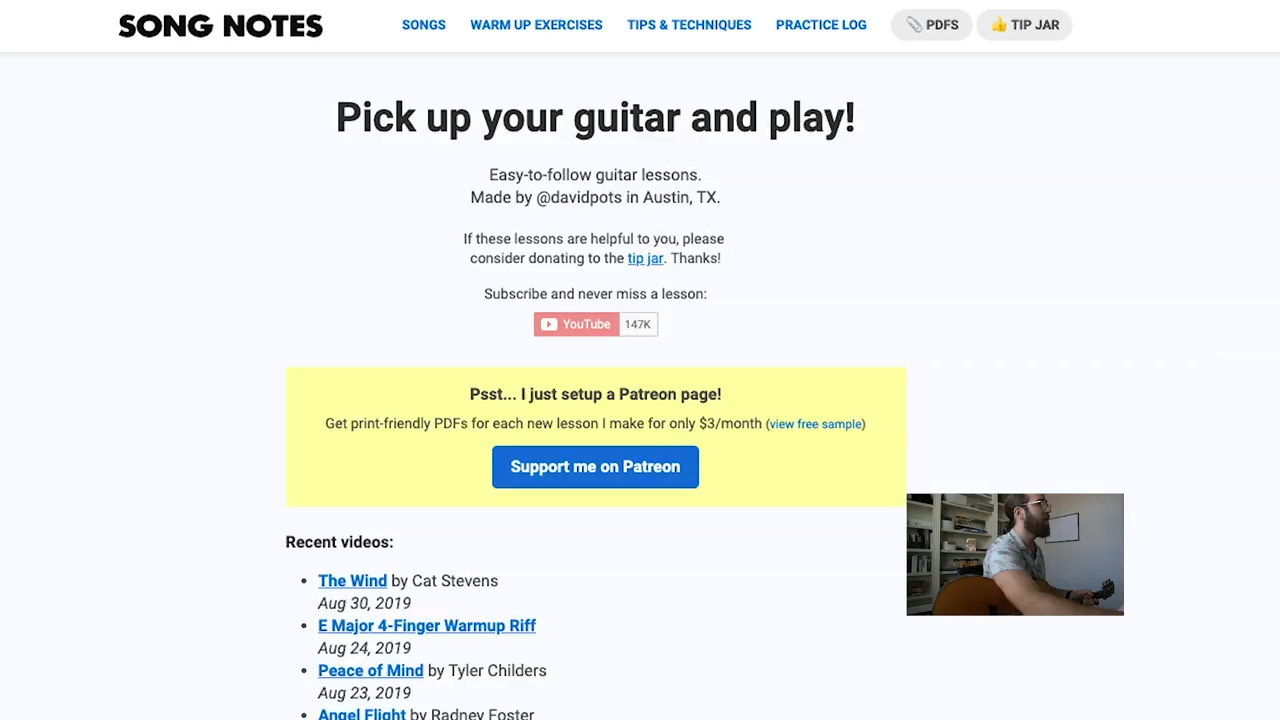 SONG NOTES
SONGS WARM UP EXERCISES TIPS & TECHNIQUES PRACTICE LOG PDFS TIP JAR
Pick up your guitar and play!
Easy-to-follow guitar lessons.
Made by @davidpots in Austin, TX.
If these lessons are helpful to you, please
consider donating to the tip jar. Thanks!
Subscribe and never miss a lesson:
YouTube 147K
Psst... I just setup a Patreon page!
Get print-friendly PDFs for each new lesson I make for only $3/month (view free sample)
Support me on Patreon
Recent videos:
The Wind by Cat Stevens
Aug 30, 2019
E Major 4-Finger Warmup Riff
Aug 24, 2019
Peace of Mind by Tyler Childers
Aug 23, 2019
Angel Flight by Radney Foster